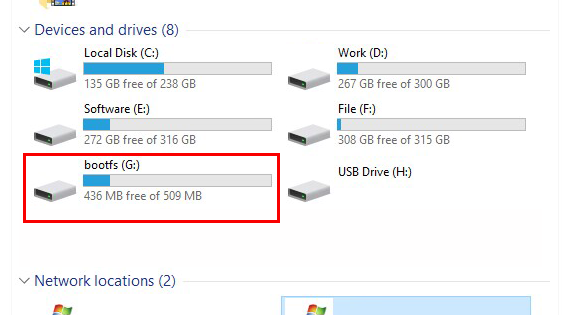 Devices and drives (8)
Local Disk (C:)
135 GB free of 238 GB
Work (D:)
267 GB free of 300 GB
Software (E:)
272 GB free of 316 GB
File (F:)
308 GB free of 315 GB
bootfs (G:)
436 MB free of 509 MB
USB Drive (H:)
Network locations (2)